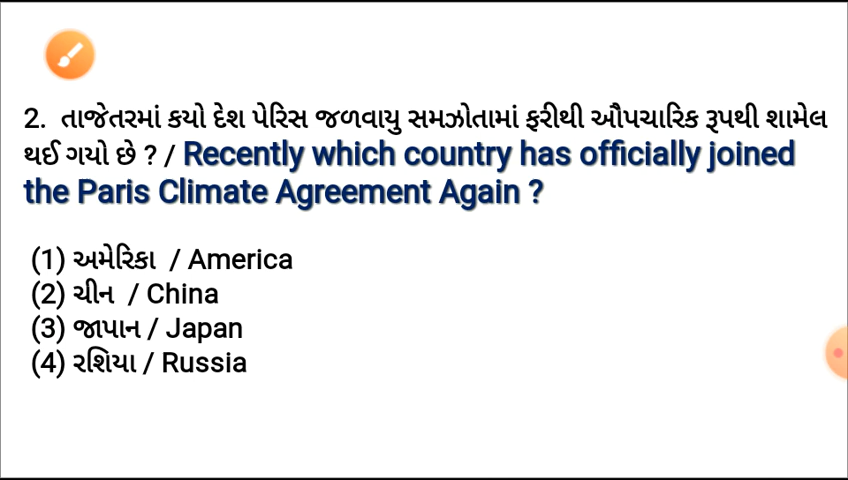 2. તાજેતરમાં કયો દેશ પેરિસ જળવાયુ સમઝોતામાં ફરીથી ઔપચારિક રૂપથી શામેલ
થઈ ગયો છે ? / Recently which country has officially joined
the Paris Climate Agreement Again ?
(1) અમેરિકા / America
(2) ચીન / China
(3) જાપાન / Japan
(4) રશિયા / Russia